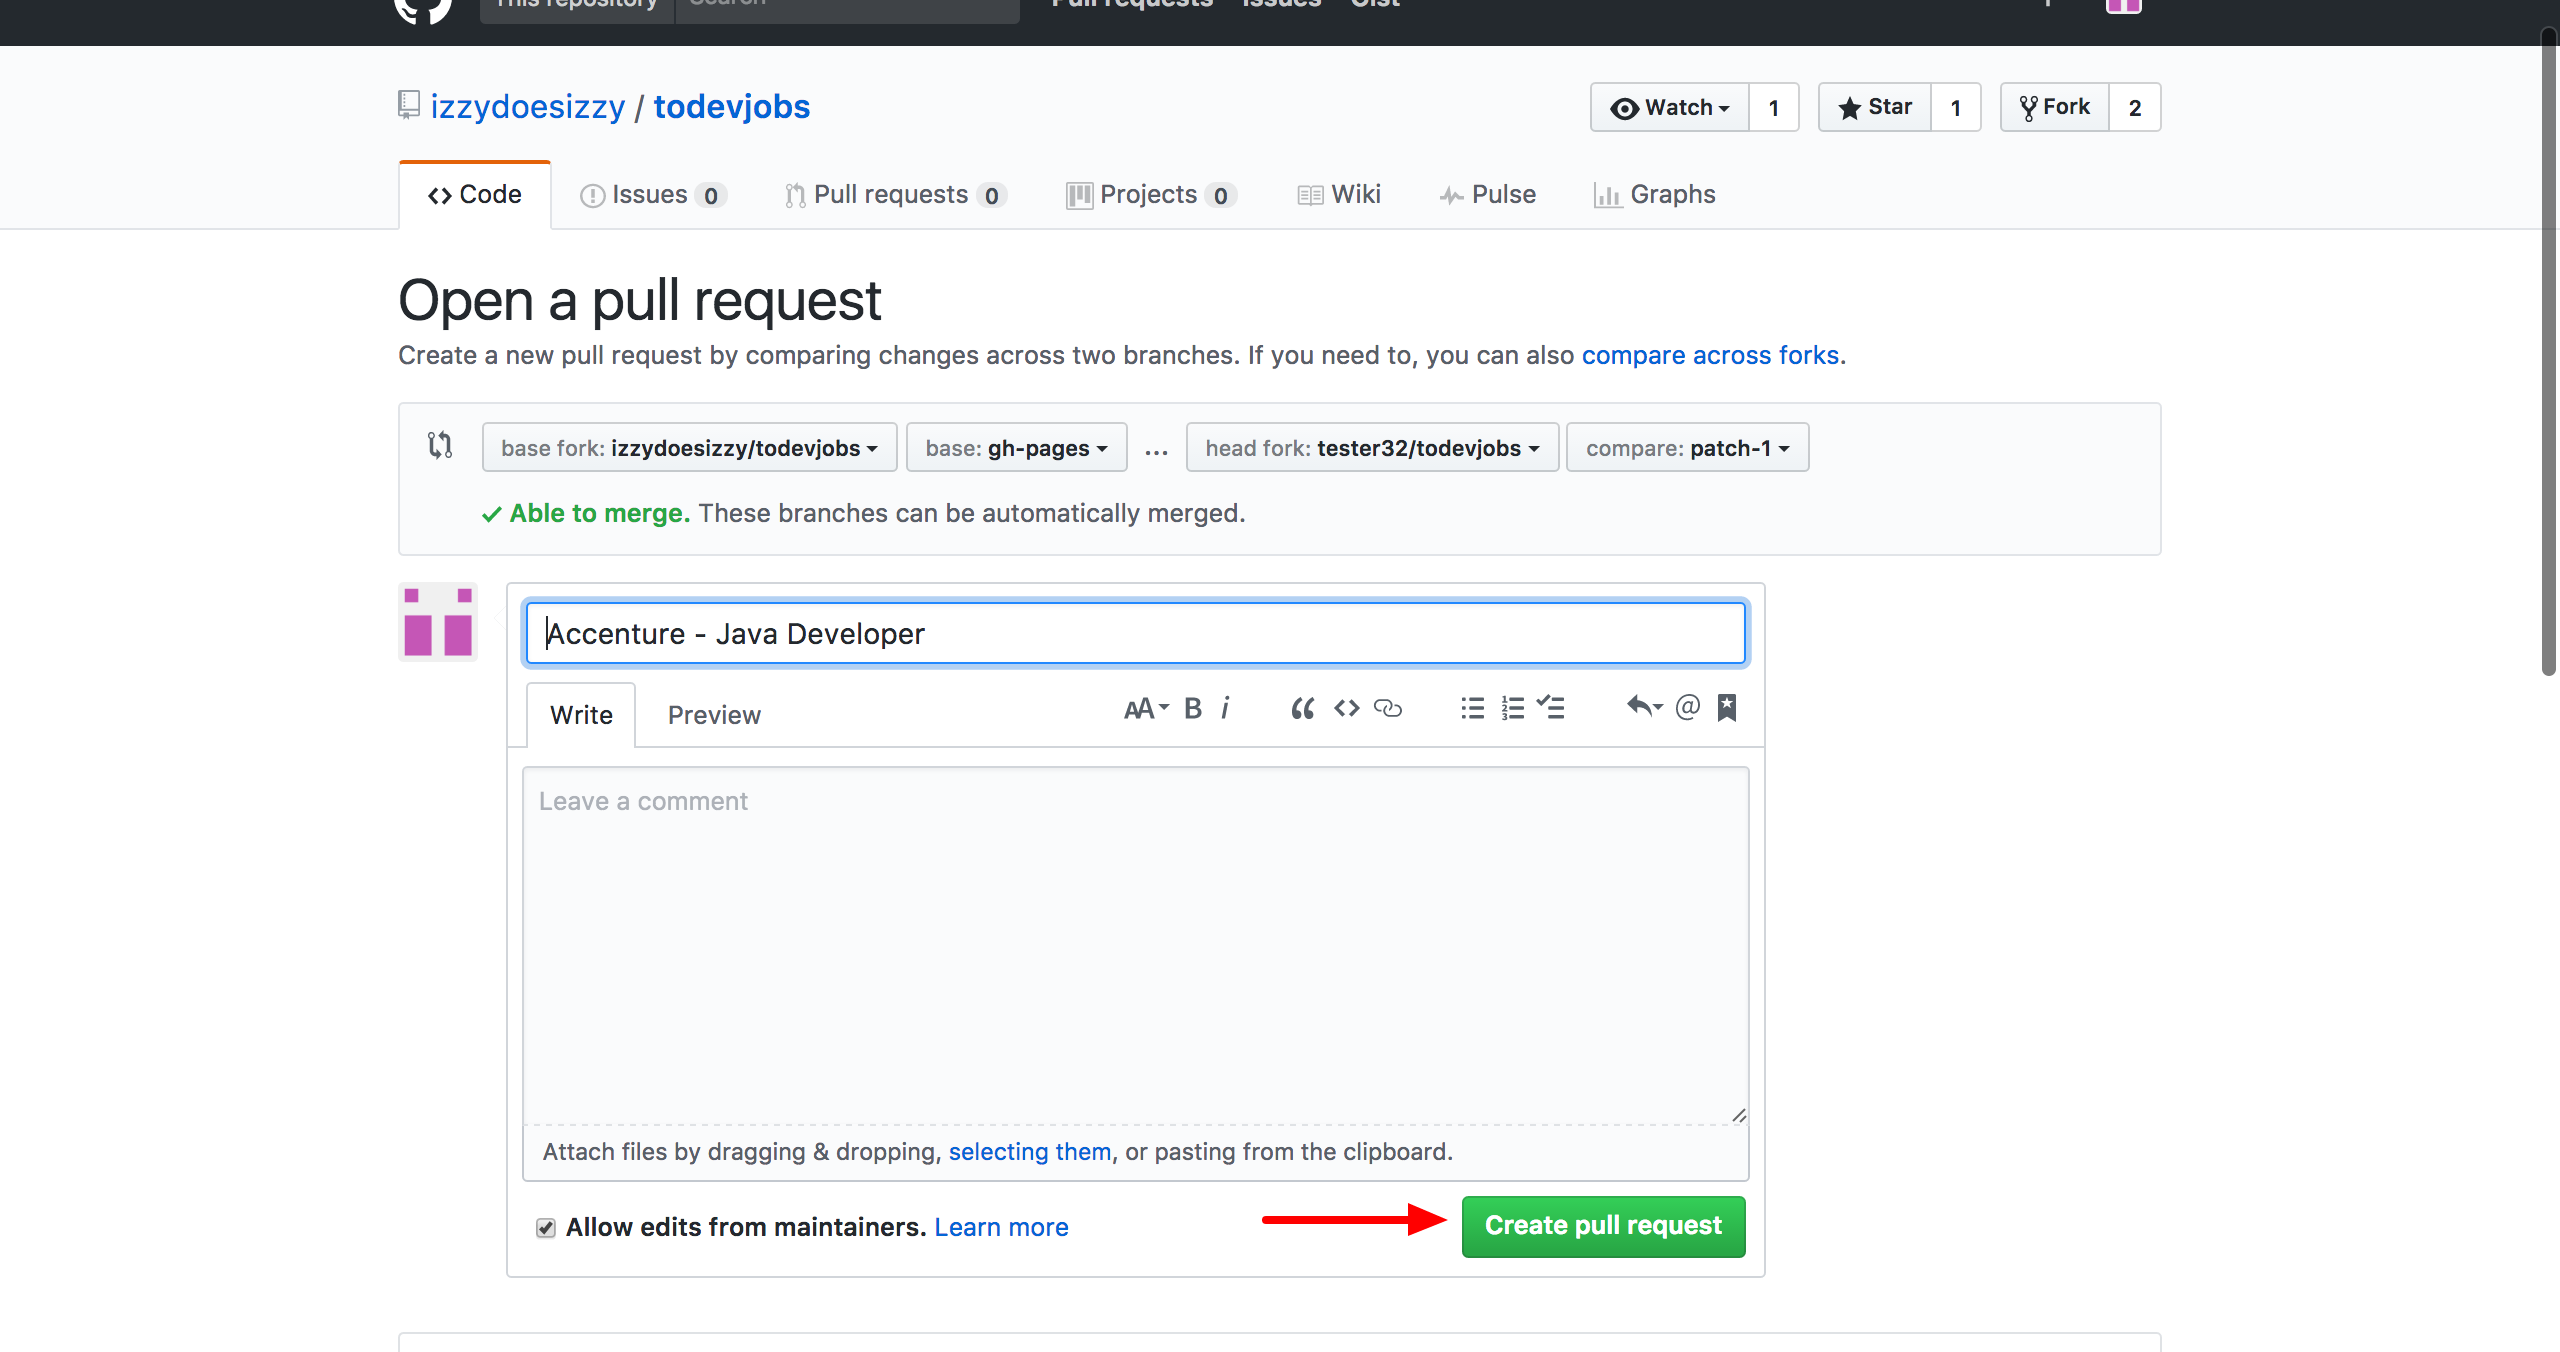 This repository Search Pull requests Issues Gist
izzydoesizzy / todevjobs Watch 1 Star 1 Fork 2
Code Issues 0 Pull requests 0 Projects 0 Wiki Pulse Graphs
Open a pull request
Create a new pull request by comparing changes across two branches. If you need to, you can also compare across forks.
base fork: izzydoesizzy/todevjobs base: gh-pages ... head fork: tester32/todevjobs compare: patch-1
Able to merge. These branches can be automatically merged.
Accenture - Java Developer
Write Preview AA B i “ <> 1 2 3 @
Leave a comment
Attach files by dragging & dropping, selecting them, or pasting from the clipboard.
Allow edits from maintainers. Learn more Create pull request